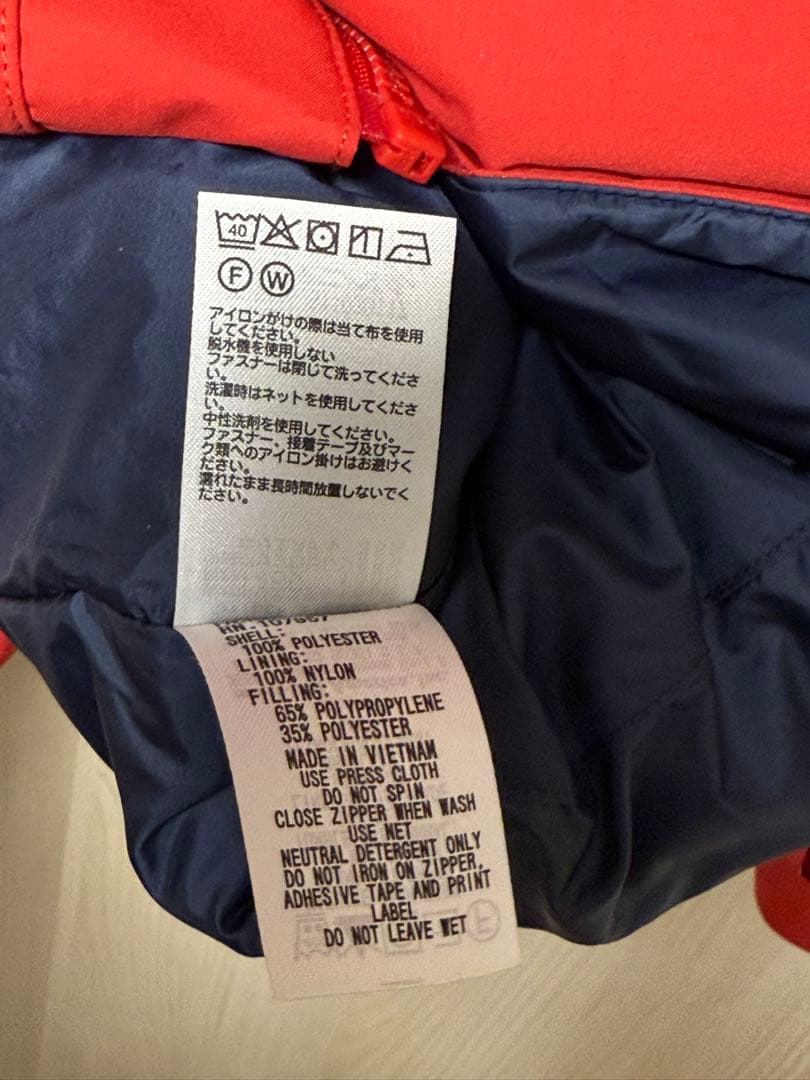 40
F W
アイロンがけの際は当て布を使用
してください。
脱水機を使用しない
ファスナーは閉じて洗ってくださ
い。
洗濯時はネットを使用してくださ
い。
中性洗剤を使用してください。
ファスナー、接着テープ及びマー
ク類へのアイロン掛けはお避けく
ださい。
濡れたまま長時間放置しないでく
ださい。
SHELL:
100% POLYESTER
LINING:
100% NYLON
FILLING:
65% POLYPROPYLENE
35% POLYESTER
MADE IN VIETNAM
USE PRESS CLOTH
DO NOT SPIN
CLOSE ZIPPER WHEN WASH
USE NET
NEUTRAL DETERGENT ONLY
DO NOT IRON ON ZIPPER,
ADHESIVE TAPE AND PRINT
LABEL
DO NOT LEAVE WET